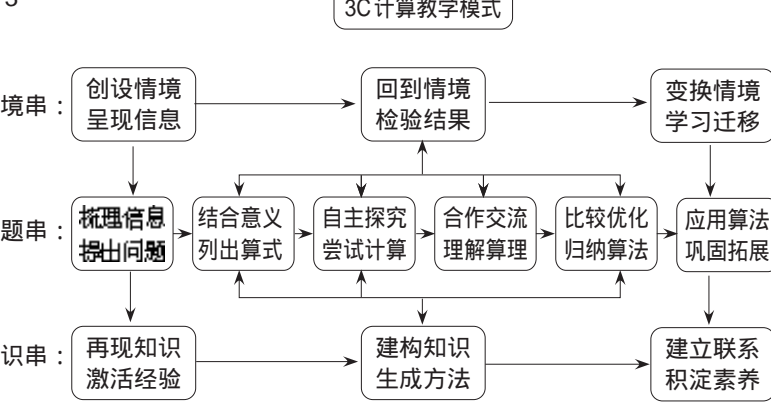 3C计算教学模式
境串：
创设情境
呈现信息
回到情境
检验结果
变换情境
学习迁移
题串：
梳理信息
提出问题
结合意义
列出算式
自主探究
尝试计算
合作交流
理解算理
比较优化
归纳算法
应用算法
巩固拓展
识串：
再现知识
激活经验
建构知识
生成方法
建立联系
积淀素养